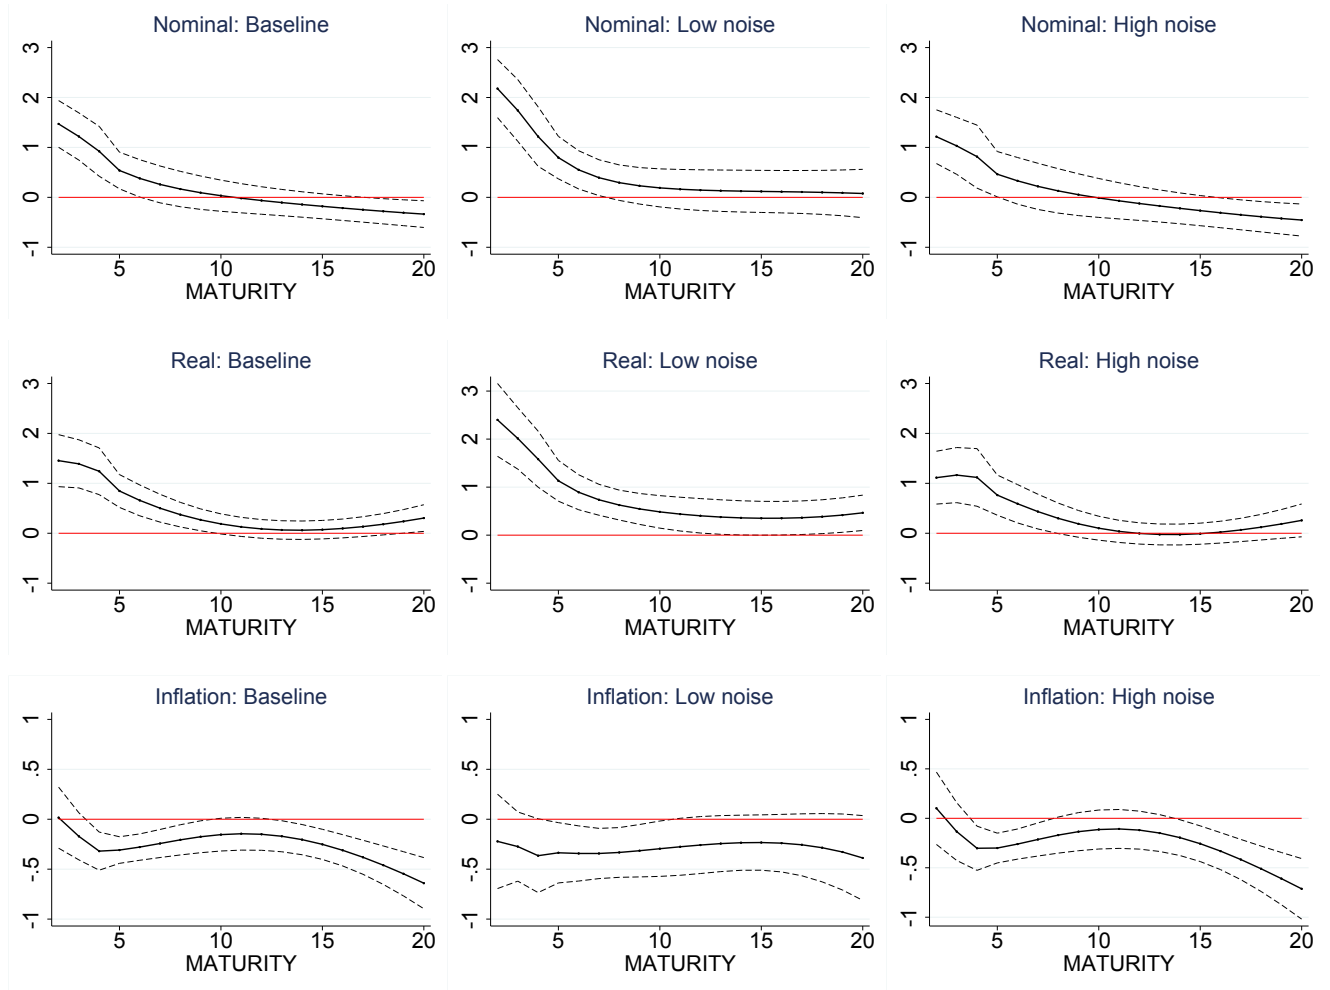 Nominal: Baseline
3
2
1
0
-1
5 10 15 20
MATURITY
Nominal: Low noise
3
2
1
0
-1
5 10 15 20
MATURITY
Nominal: High noise
3
2
1
0
-1
5 10 15 20
MATURITY
Real: Baseline
3
2
1
0
-1
5 10 15 20
MATURITY
Real: Low noise
3
2
1
0
-1
5 10 15 20
MATURITY
Real: High noise
3
2
1
0
-1
5 10 15 20
MATURITY
Inflation: Baseline
1
.5
0
-.5
-1
5 10 15 20
MATURITY
Inflation: Low noise
1
.5
0
-.5
-1
5 10 15 20
MATURITY
Inflation: High noise
1
.5
0
-.5
-1
5 10 15 20
MATURITY